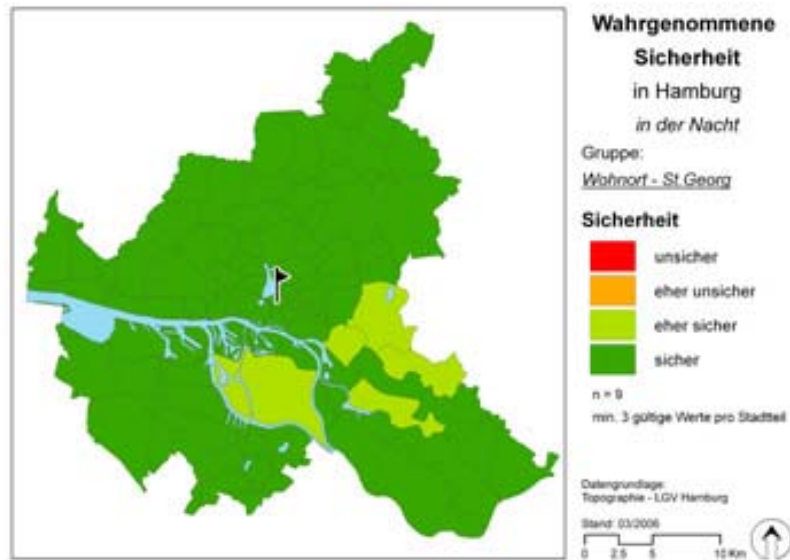 Wahrgenommene
Sicherheit
in Hamburg
in der Nacht
Gruppe:
Wohnort - St.Georg
Sicherheit
unsicher
eher unsicher
eher sicher
sicher
n = 9
min. 3 gültige Werte pro Stadtteil
Datengrundlage:
Topographie - LGV Hamburg
Stand: 03/2006
0 2.5 5 10 Km